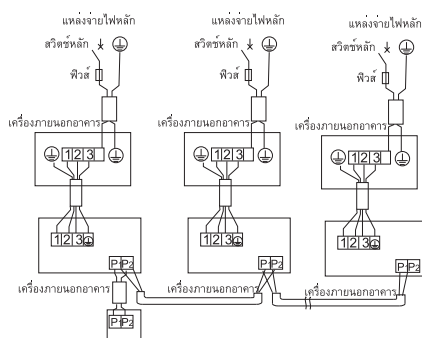 แหล่งจ่ายไฟหลัก แหล่งจ่ายไฟหลัก แหล่งจ่ายไฟหลัก
สวิตช์หลัก สวิตช์หลัก สวิตช์หลัก
ฟิวส์ ฟิวส์ ฟิวส์
เครื่องภายนอกอาคาร เครื่องภายนอกอาคาร เครื่องภายนอกอาคาร
1 2 3 1 2 3 1 2 3
1 2 3 1 2 3 1 2 3
P1 P2 P1 P2 P1 P2
เครื่องภายนอกอาคาร เครื่องภายนอกอาคาร เครื่องภายนอกอาคาร
P1 P2